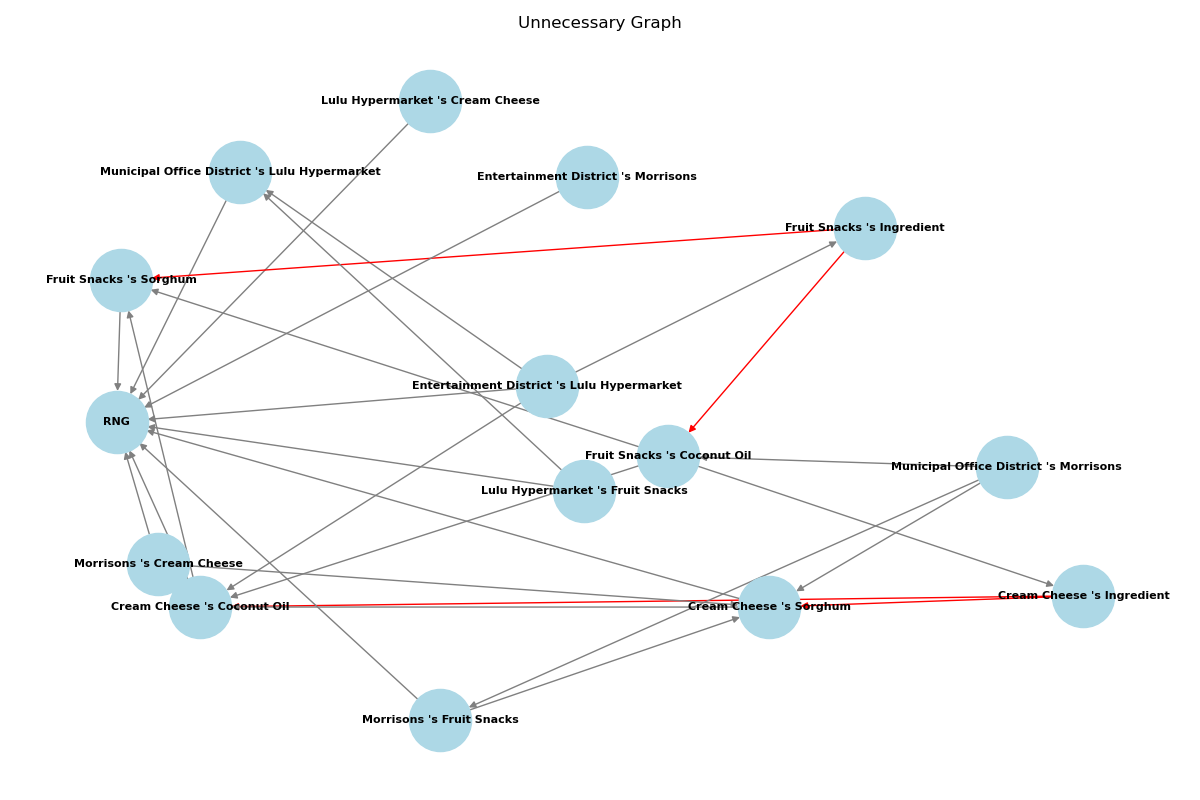 Unnecessary Graph
Lulu Hypermarket 's Cream Cheese
Municipal Office District 's Lulu Hypermarket
Entertainment District 's Morrisons
Fruit Snacks 's Ingredient
Fruit Snacks 's Sorghum
Entertainment District 's Lulu Hypermarket
RNG
Fruit Snacks 's Coconut Oil
Municipal Office District 's Morrisons
Lulu Hypermarket 's Fruit Snacks
Morrisons 's Cream Cheese
Cream Cheese 's Ingredient
Cream Cheese 's Coconut Oil
Cream Cheese 's Sorghum
Morrisons 's Fruit Snacks